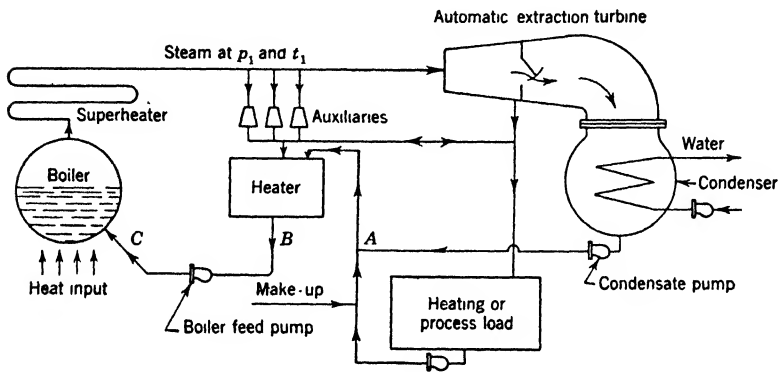 Automatic extraction turbine
Steam at p₁ and t₁
Superheater
Auxiliaries
Water
Boiler
Heater
Condenser
C
B
A
Heat input
Make-up
Condensate pump
Boiler feed pump
Heating or
process load